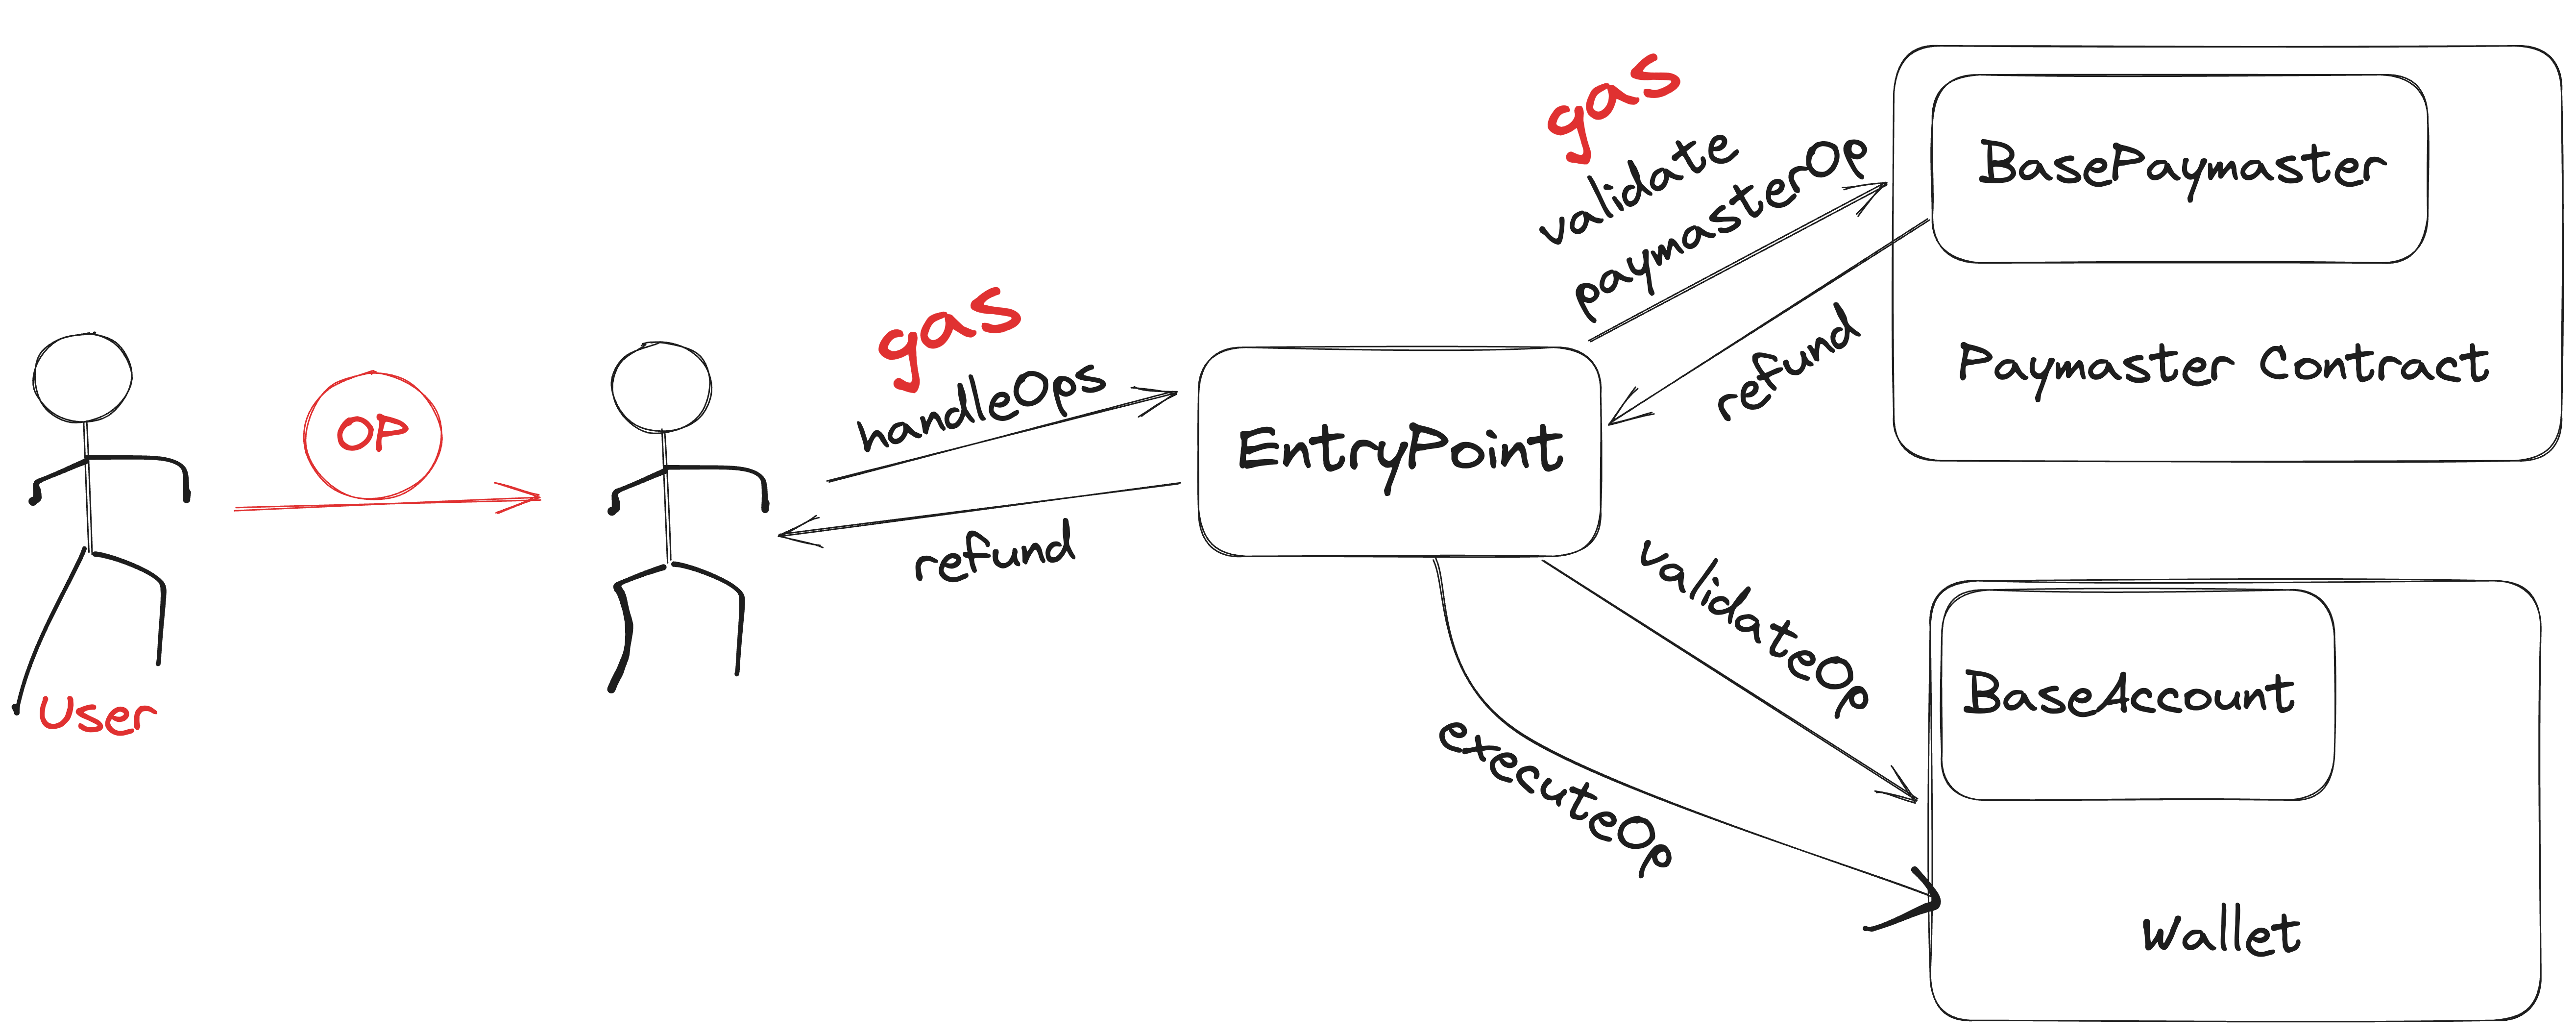 User
OP
gas
handleOps
refund
EntryPoint
gas
validate
paymasterOp
refund
BasePaymaster
Paymaster Contract
validateOp
executeOp
BaseAccount
Wallet